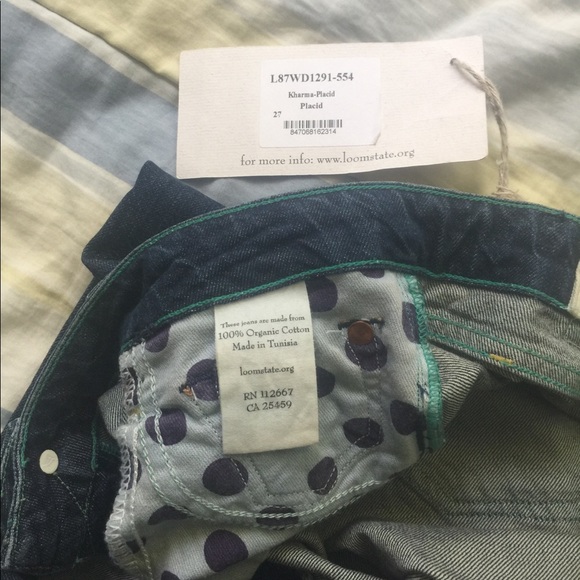 L87WD1291-554
Kharma-Placid
Placid
27
847068162314
for more info: www.loomstate.org
These jeans are made from
100% Organic Cotton
Made in Tunisia
loomstate.org
RN 112667
CA 25459